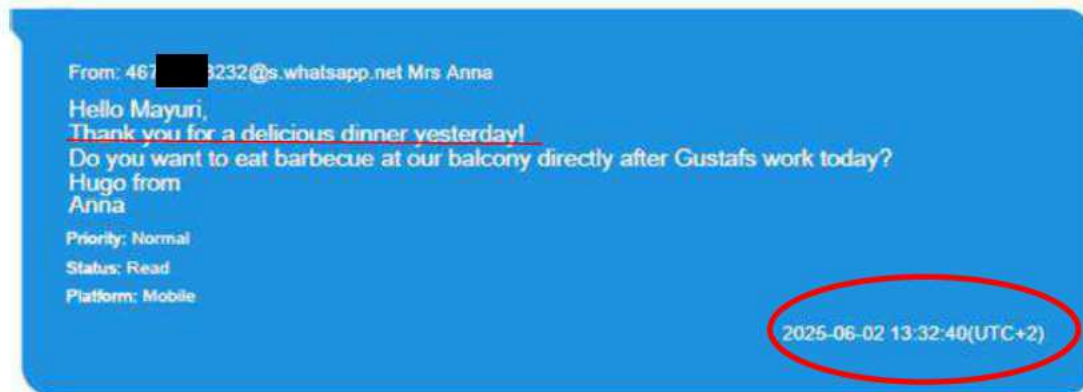 From: 467 3232@s.whatsapp.net Mrs Anna
Hello Mayuri,
Thank you for a delicious dinner yesterday!
Do you want to eat barbecue at our balcony directly after Gustafs work today?
Hugo from
Anna
Priority: Normal
Status: Read
Platform: Mobile
2025-06-02 13:32:40(UTC+2)